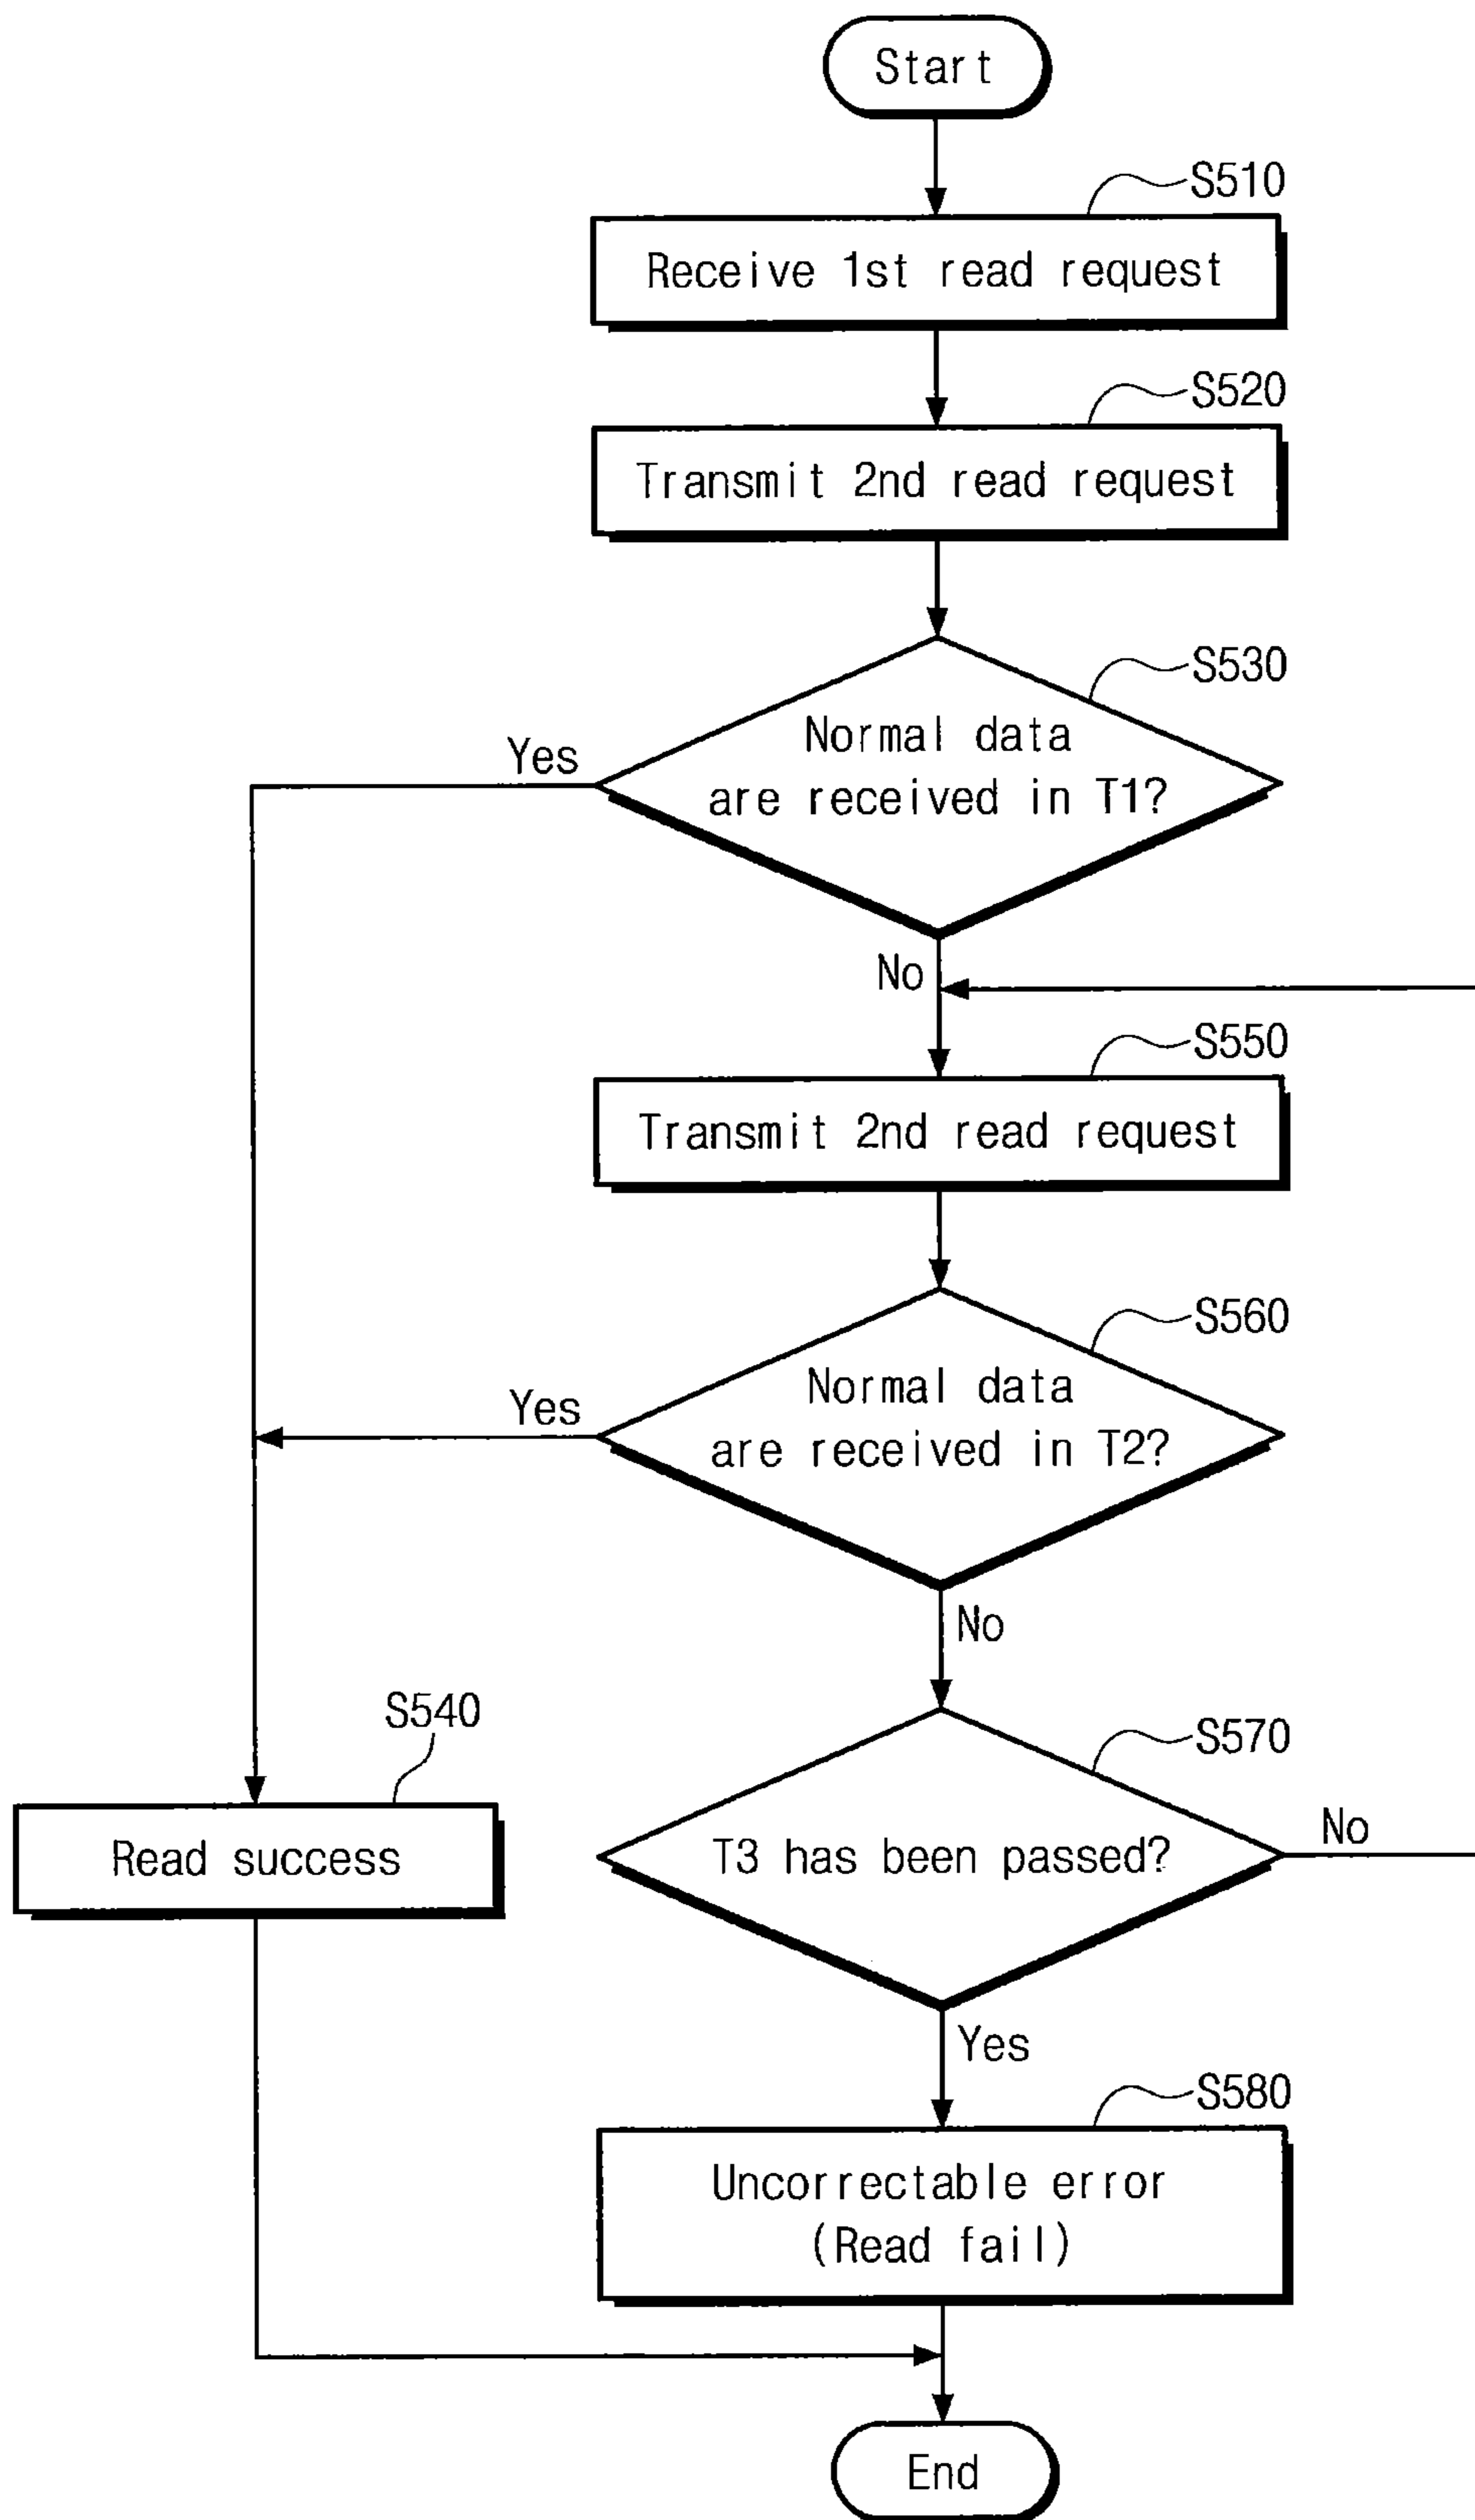 Start
S510
Receive 1st read request
S520
Transmit 2nd read request
S530
Normal data
are received in T1?
Yes
No
S550
Transmit 2nd read request
S560
Normal data
are received in T2?
Yes
No
S540
Read success
S570
T3 has been passed?
No
Yes
S580
Uncorrectable error
(Read fail)
End